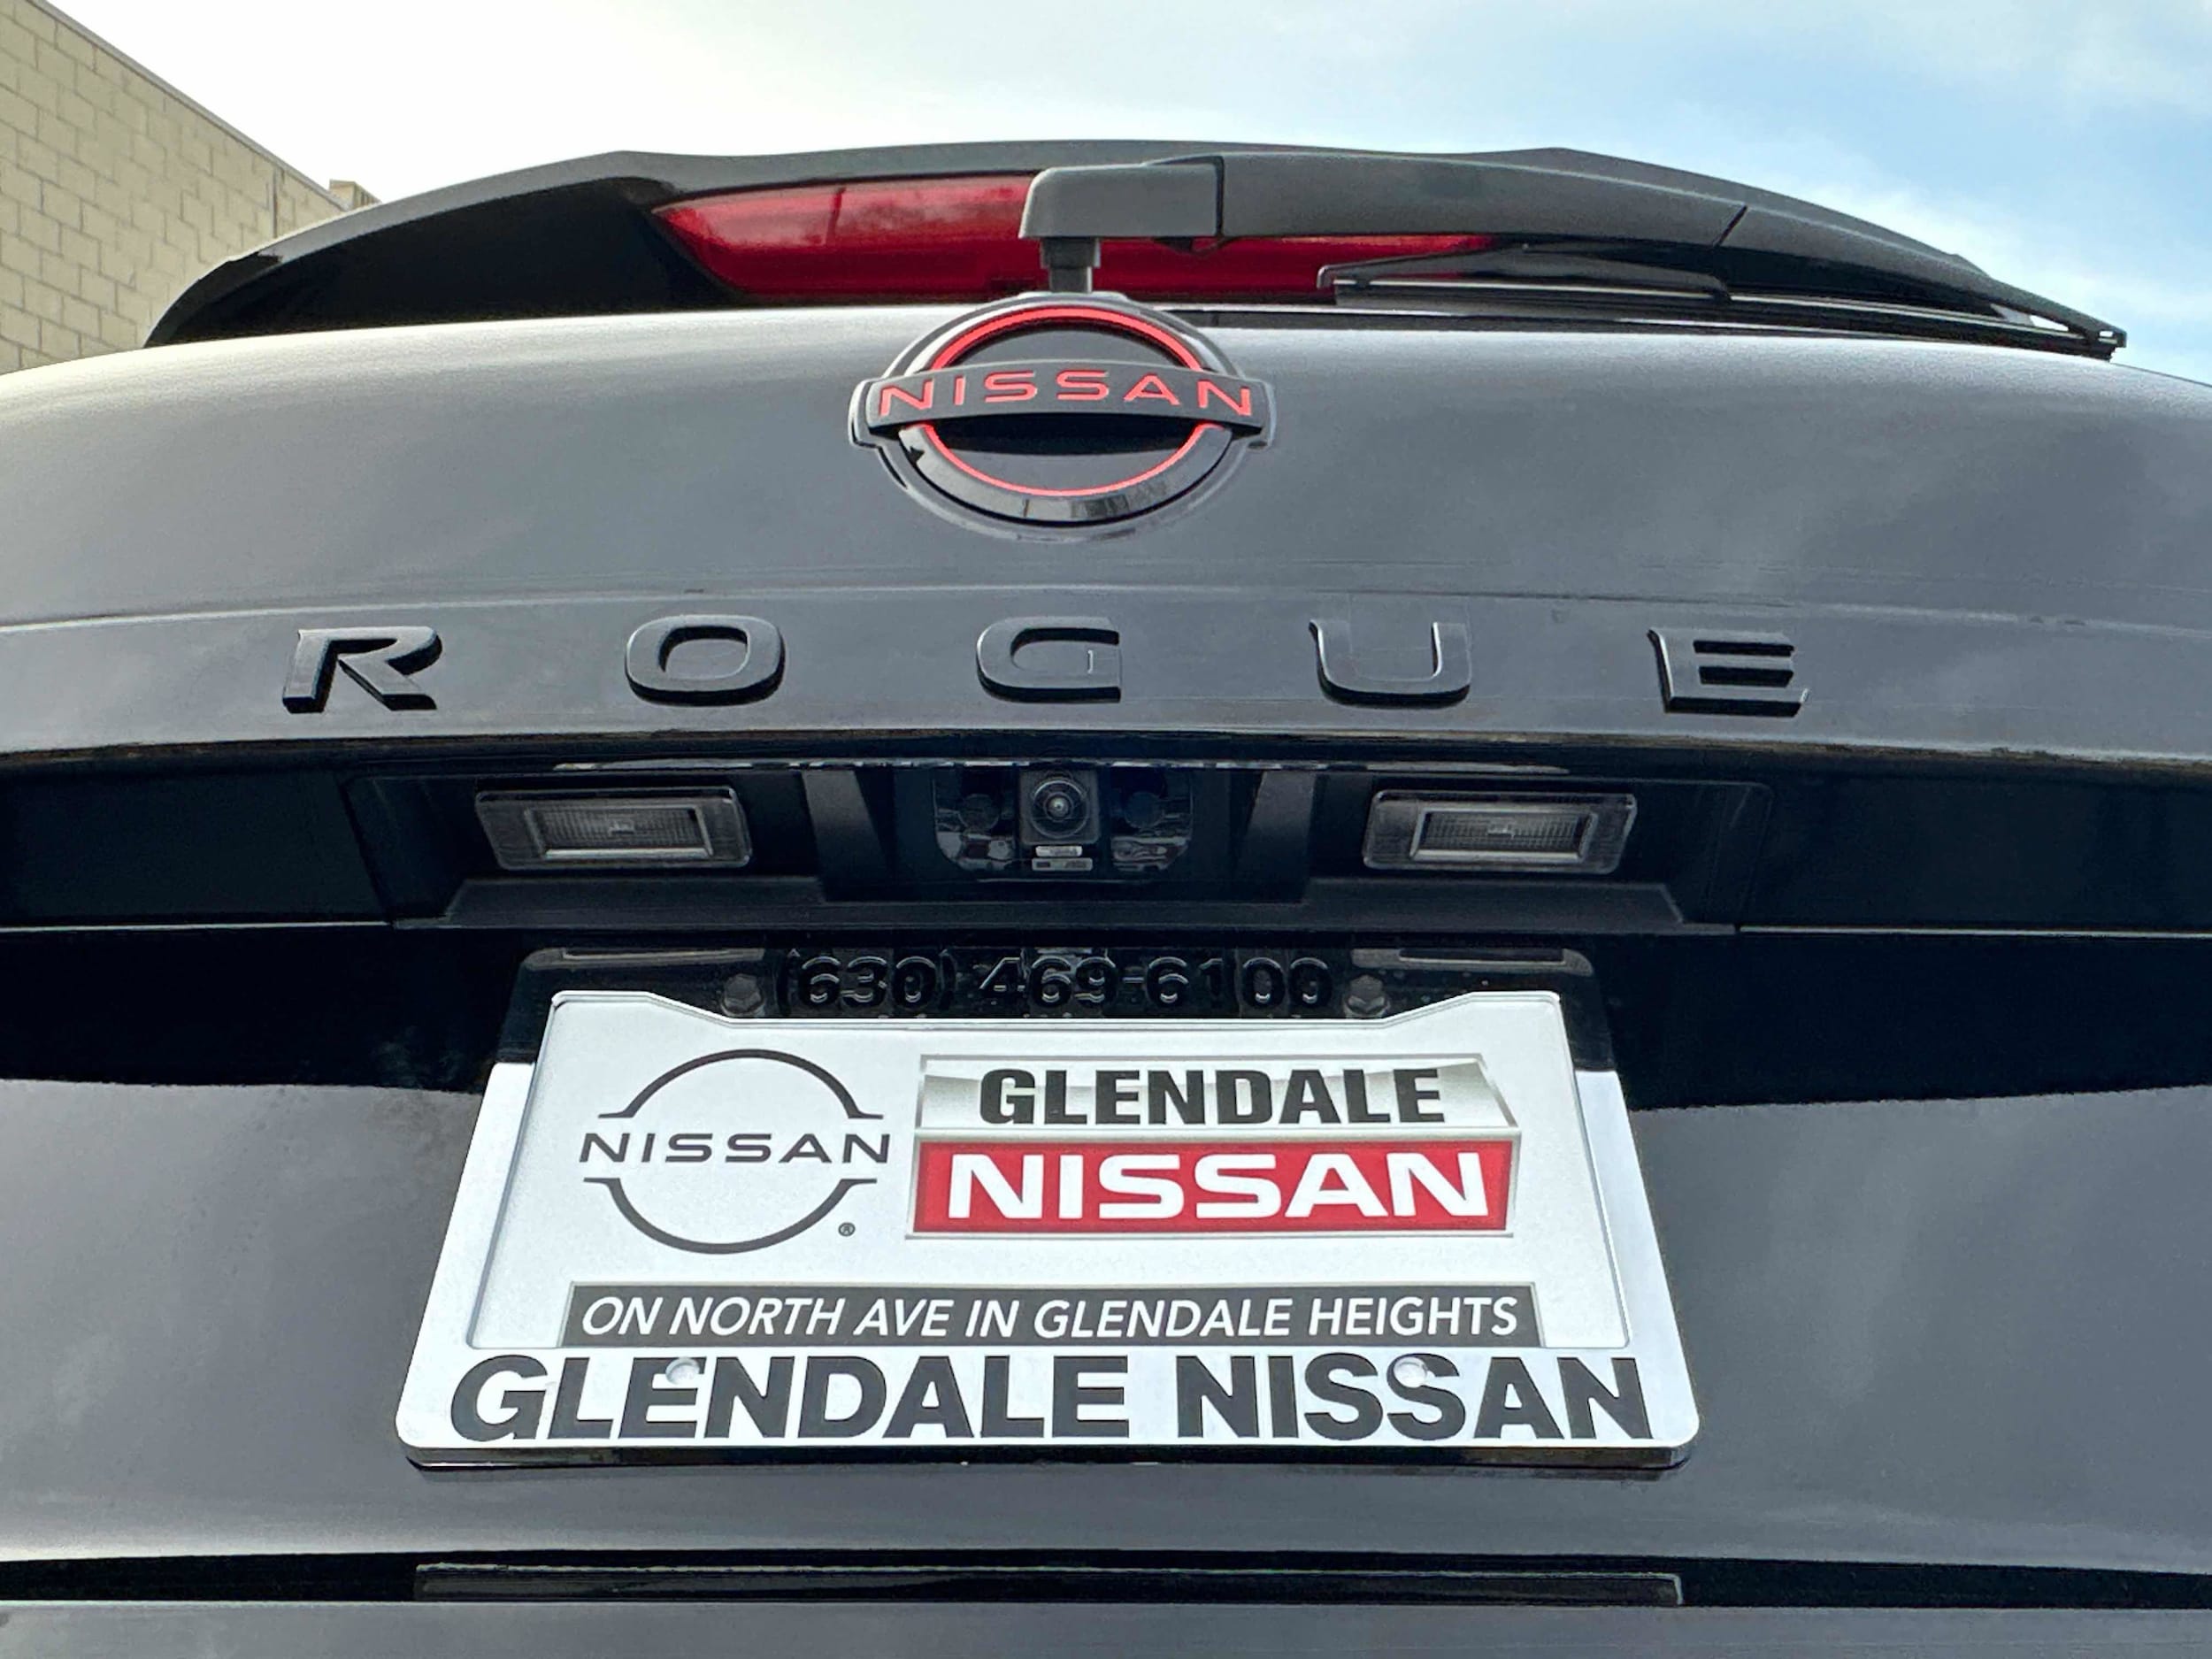 NISSAN
ROGUE
(630) 469-6100
NISSAN
®
GLENDALE
NISSAN
ON NORTH AVE IN GLENDALE HEIGHTS
GLENDALE NISSAN